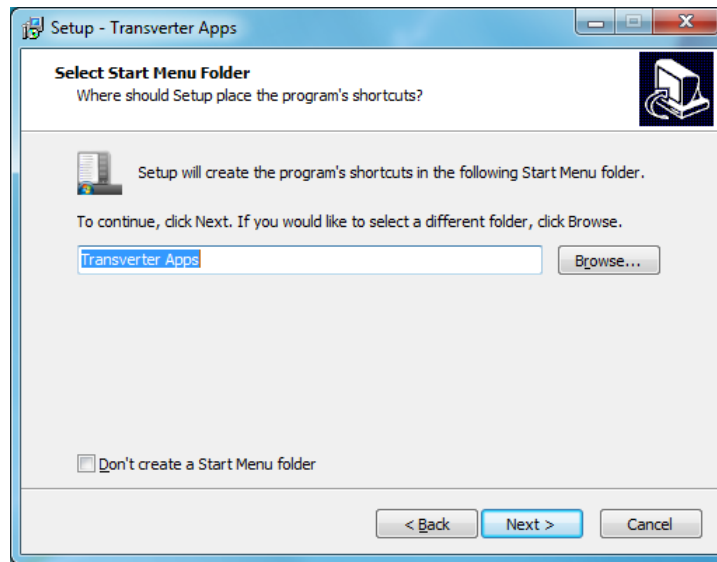 Setup - Transverter Apps
Select Start Menu Folder
Where should Setup place the program's shortcuts?
Setup will create the program's shortcuts in the following Start Menu folder.
To continue, click Next. If you would like to select a different folder, click Browse.
Transverter Apps
Browse...
Don't create a Start Menu folder
< Back
Next >
Cancel